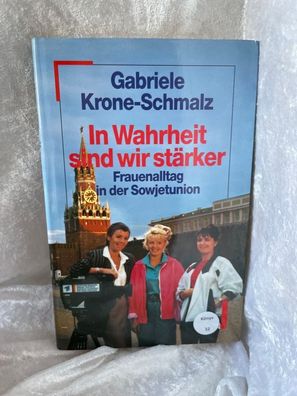 Gabriele
Krone-Schmalz
In Wahrheit
sind wir stärker
Frauenalltag
in der Sowjetunion